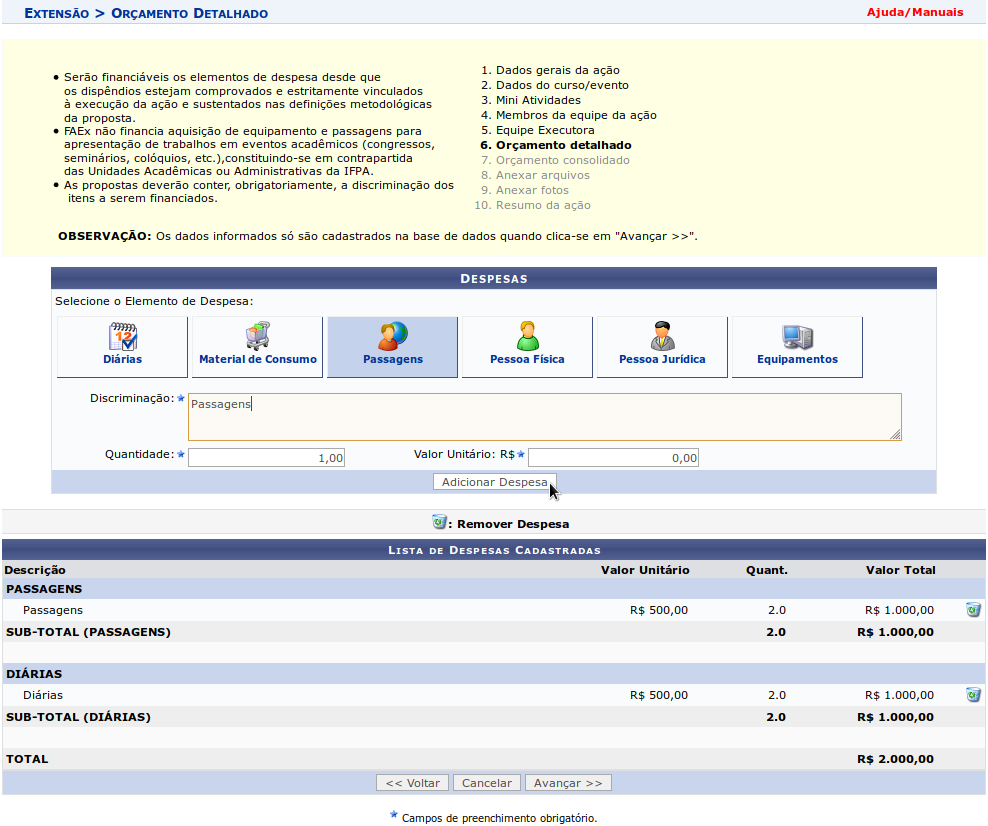 Extensão > Orçamento Detalhado
Ajuda/Manuais
• Serão financiáveis os elementos de despesa desde que
os dispêndios estejam comprovados e estritamente vinculados
à execução da ação e sustentados nas definições metodológicas
da proposta.
• FAEx não financia aquisição de equipamento e passagens para
apresentação de trabalhos em eventos acadêmicos (congressos,
seminários, colóquios, etc.),constituindo-se em contrapartida
das Unidades Acadêmicas ou Administrativas da IFPA.
• As propostas deverão conter, obrigatoriamente, a discriminação dos
itens a serem financiados.
1. Dados gerais da ação
2. Dados do curso/evento
3. Mini Atividades
4. Membros da equipe da ação
5. Equipe Executora
6. Orçamento detalhado
7. Orçamento consolidado
8. Anexar arquivos
9. Anexar fotos
10. Resumo da ação
OBSERVAÇÃO: Os dados informados só são cadastrados na base de dados quando clica-se em "Avançar >>".
Despesas
Selecione o Elemento de Despesa:
12
Diárias
Material de Consumo
Passagens
Pessoa Física
Pessoa Jurídica
Equipamentos
Discriminação:
Passagens
Quantidade:
1,00
Valor Unitário: R$
0,00
Adicionar Despesa
: Remover Despesa
Lista de Despesas Cadastradas
Descrição Valor Unitário Quant. Valor Total
PASSAGENS
Passagens R$ 500,00 2.0 R$ 1.000,00
SUB-TOTAL (PASSAGENS) 2.0 R$ 1.000,00
DIÁRIAS
Diárias R$ 500,00 2.0 R$ 1.000,00
SUB-TOTAL (DIÁRIAS) 2.0 R$ 1.000,00
TOTAL R$ 2.000,00
<< Voltar Cancelar Avançar >>
Campos de preenchimento obrigatório.